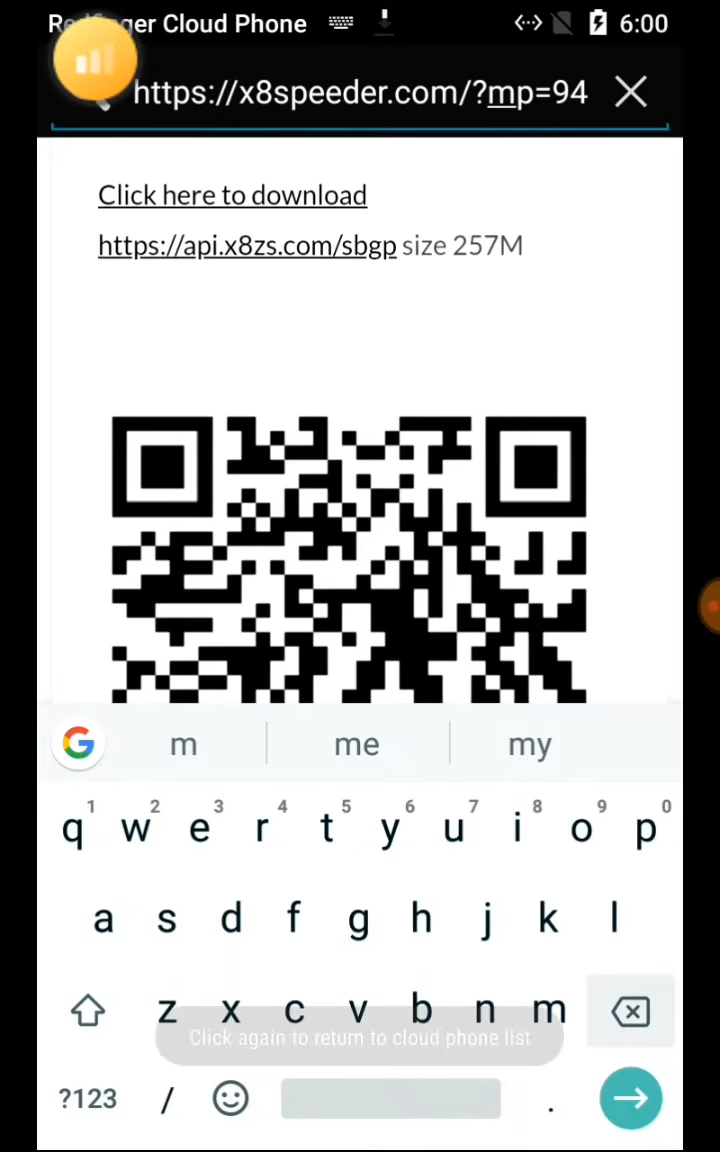 Redfinger Cloud Phone 6:00
https://x8speeder.com/?mp=94
Click here to download
https://api.x8zs.com/sbgp size 257M
G m me my
1 2 3 4 5 6 7 8 9 0
q w e r t y u i o p
a s d f g h j k l
z x c v b n m
Click again to return to cloud phone list
?123 / .